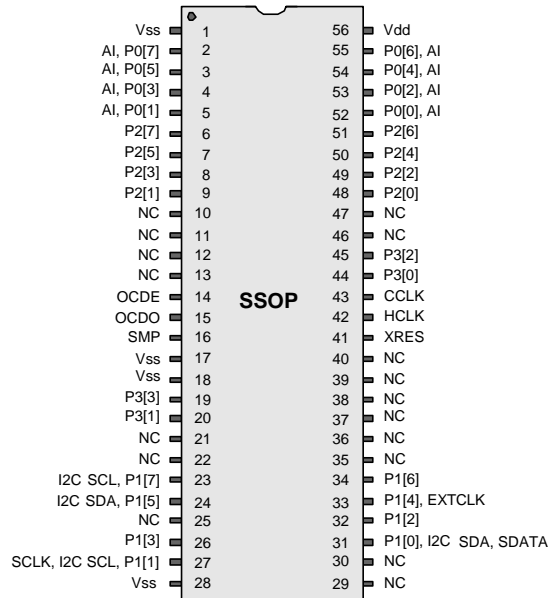 Vss 1 56 Vdd
AI, P0[7] 2 55 P0[6], AI
AI, P0[5] 3 54 P0[4], AI
AI, P0[3] 4 53 P0[2], AI
AI, P0[1] 5 52 P0[0], AI
P2[7] 6 51 P2[6]
P2[5] 7 50 P2[4]
P2[3] 8 49 P2[2]
P2[1] 9 48 P2[0]
NC 10 47 NC
NC 11 46 NC
NC 12 45 P3[2]
NC 13 44 P3[0]
OCDE 14 SSOP 43 CCLK
OCDO 15 42 HCLK
SMP 16 41 XRES
Vss 17 40 NC
Vss 18 39 NC
P3[3] 19 38 NC
P3[1] 20 37 NC
NC 21 36 NC
NC 22 35 NC
I2C SCL, P1[7] 23 34 P1[6]
I2C SDA, P1[5] 24 33 P1[4], EXTCLK
NC 25 32 P1[2]
P1[3] 26 31 P1[0], I2C SDA, SDATA
SCLK, I2C SCL, P1[1] 27 30 NC
Vss 28 29 NC